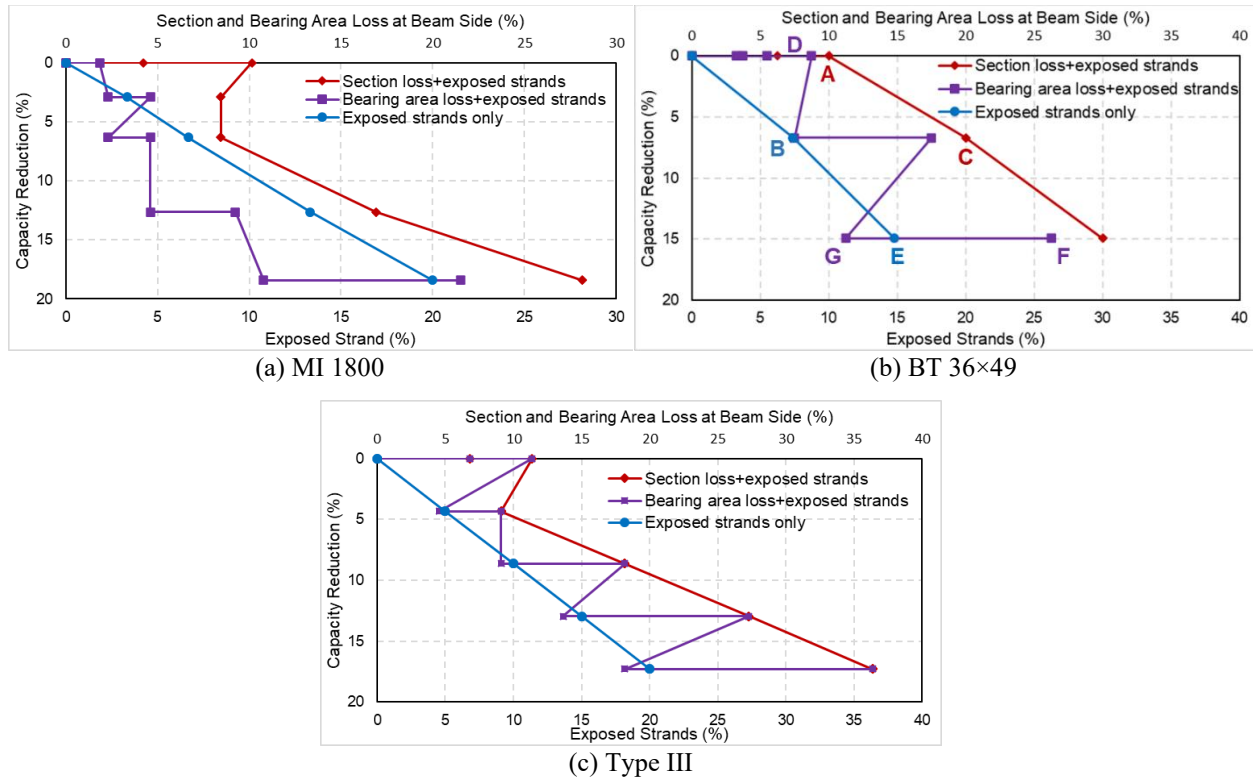 Section and Bearing Area Loss at Beam Side (%)
0 5 10 15 20 25 30
0
5
10
15
20
Capacity Reduction (%)
Section loss+exposed strands
Bearing area loss+exposed strands
Exposed strands only
0 5 10 15 20 25 30
Exposed Strand (%)
(a) MI 1800
Section and Bearing Area Loss at Beam Side (%)
0 5 10 15 20 25 30 35 40
0
5
10
15
20
Capacity Reduction (%)
D
A
Section loss+exposed strands
Bearing area loss+exposed strands
Exposed strands only
B
C
G
E
F
0 5 10 15 20 25 30 35 40
Exposed Strands (%)
(b) BT 36×49
Section and Bearing Area Loss at Beam Side (%)
0 5 10 15 20 25 30 35 40
0
5
10
15
20
Capacity Reduction (%)
Section loss+exposed strands
Bearing area loss+exposed strands
Exposed strands only
0 5 10 15 20 25 30 35 40
Exposed Strands (%)
(c) Type III